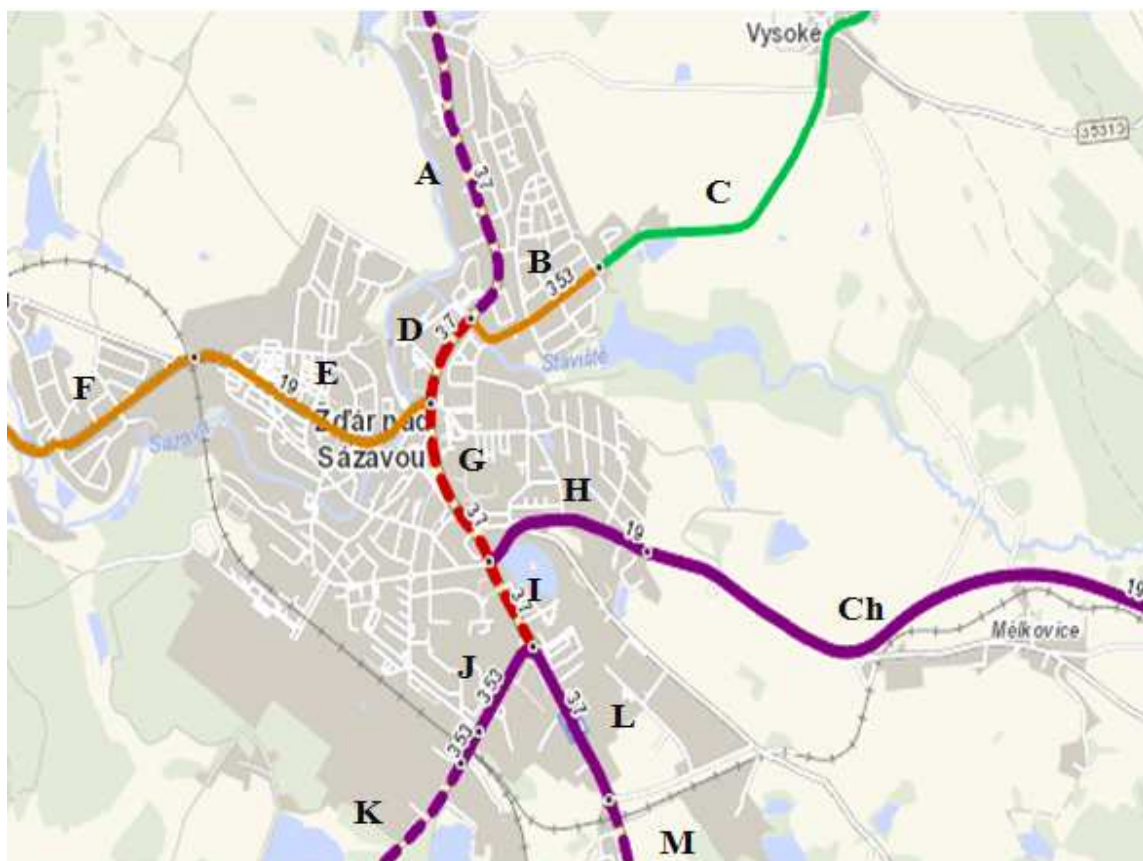 Vysoké
35313
A
37
C
B
353
D
37
E
F
19
Staviště
Žďár nad
Sázavou
Sázava
G
H
37
19
I
37
Ch
19
Mělkovice
J
353
37
L
353
K
M